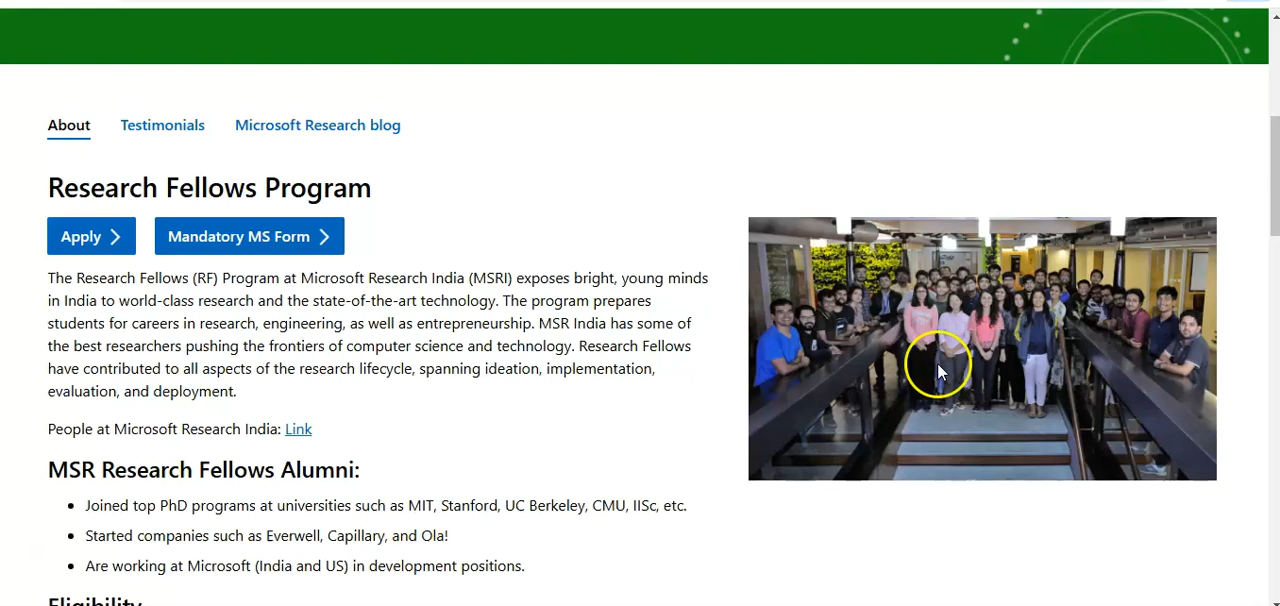 About Testimonials Microsoft Research blog
Research Fellows Program
Apply Mandatory MS Form
The Research Fellows (RF) Program at Microsoft Research India (MSRI) exposes bright, young minds
in India to world-class research and the state-of-the-art technology. The program prepares
students for careers in research, engineering, as well as entrepreneurship. MSR India has some of
the best researchers pushing the frontiers of computer science and technology. Research Fellows
have contributed to all aspects of the research lifecycle, spanning ideation, implementation,
evaluation, and deployment.
People at Microsoft Research India: Link
MSR Research Fellows Alumni:
Joined top PhD programs at universities such as MIT, Stanford, UC Berkeley, CMU, IISc, etc.
Started companies such as Everwell, Capillary, and Ola!
Are working at Microsoft (India and US) in development positions.
Eligibility